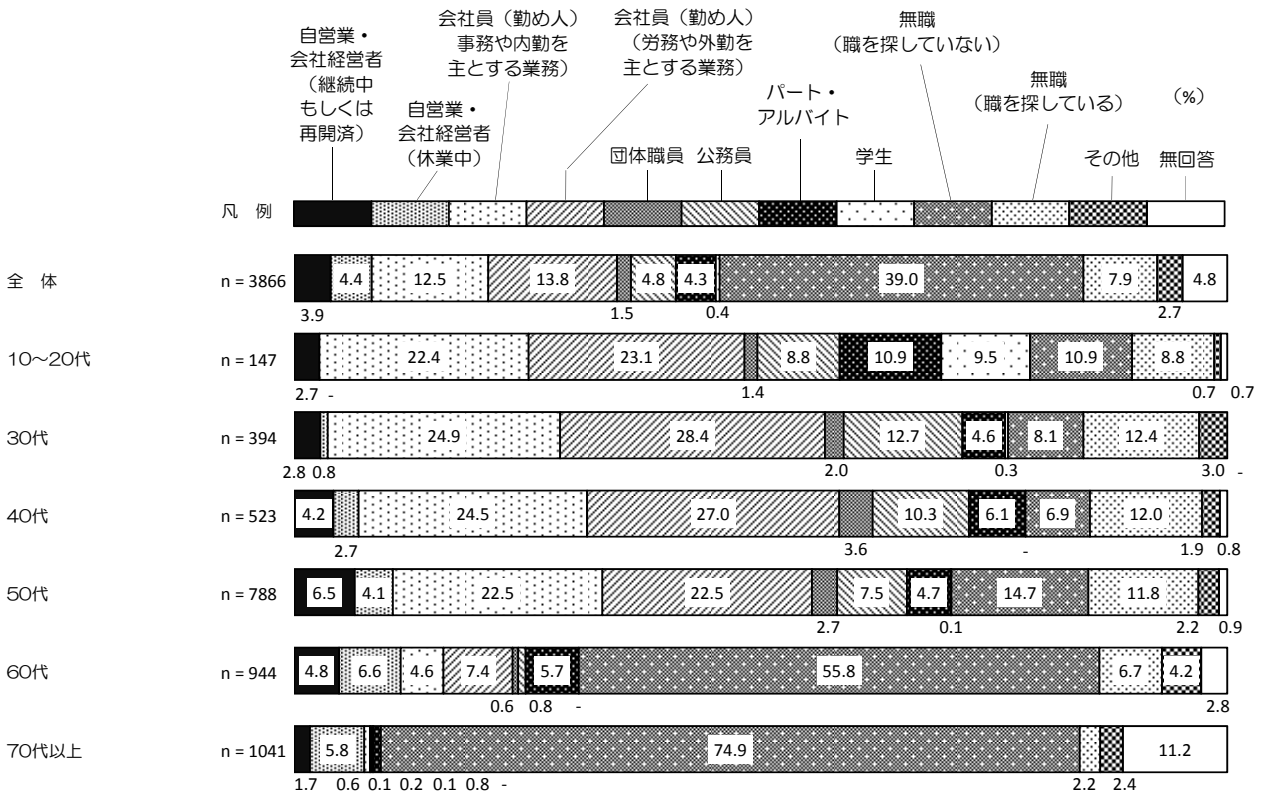 自営業・
会社経営者
（継続中
もしくは
再開済）
自営業・
会社経営者
（休業中）
会社員（勤め人）
事務や内勤を
主とする業務）
会社員（勤め人）
（労務や外勤を
主とする業務）
団体職員
公務員
パート・
アルバイト
学生
無職
（職を探していない）
無職
（職を探している）
その他
無回答
（%）
凡 例
全 体 n = 3866
4.4 12.5 13.8 4.8 4.3 39.0 7.9 4.8
3.9 1.5 0.4 2.7
10～20代 n = 147
22.4 23.1 8.8 10.9 9.5 10.9 8.8
2.7 - 1.4 0.7 0.7
30代 n = 394
24.9 28.4 12.7 4.6 8.1 12.4
2.8 0.8 2.0 0.3 3.0 -
40代 n = 523
4.2 24.5 27.0 10.3 6.1 6.9 12.0
2.7 3.6 - 1.9 0.8
50代 n = 788
6.5 4.1 22.5 22.5 7.5 4.7 14.7 11.8
2.7 0.1 2.2 0.9
60代 n = 944
4.8 6.6 4.6 7.4 5.7 55.8 6.7 4.2
0.6 0.8 - 2.8
70代以上 n = 1041
5.8 74.9 11.2
1.7 0.6 0.1 0.2 0.1 0.8 - 2.2 2.4